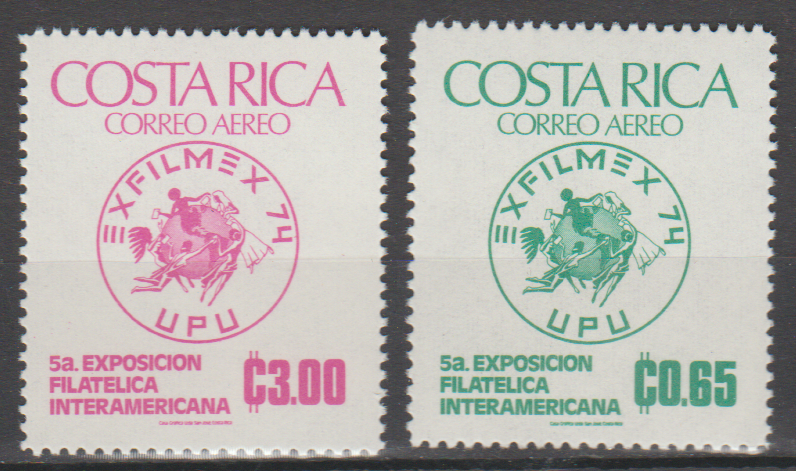 COSTA RICA
CORREO AEREO
EXFILMEX 74
UPU
5a. EXPOSICION
FILATELICA
INTERAMERICANA
₡3.00
COSTA RICA
CORREO AEREO
EXFILMEX 74
UPU
5a. EXPOSICION
FILATELICA
INTERAMERICANA
₡0.65